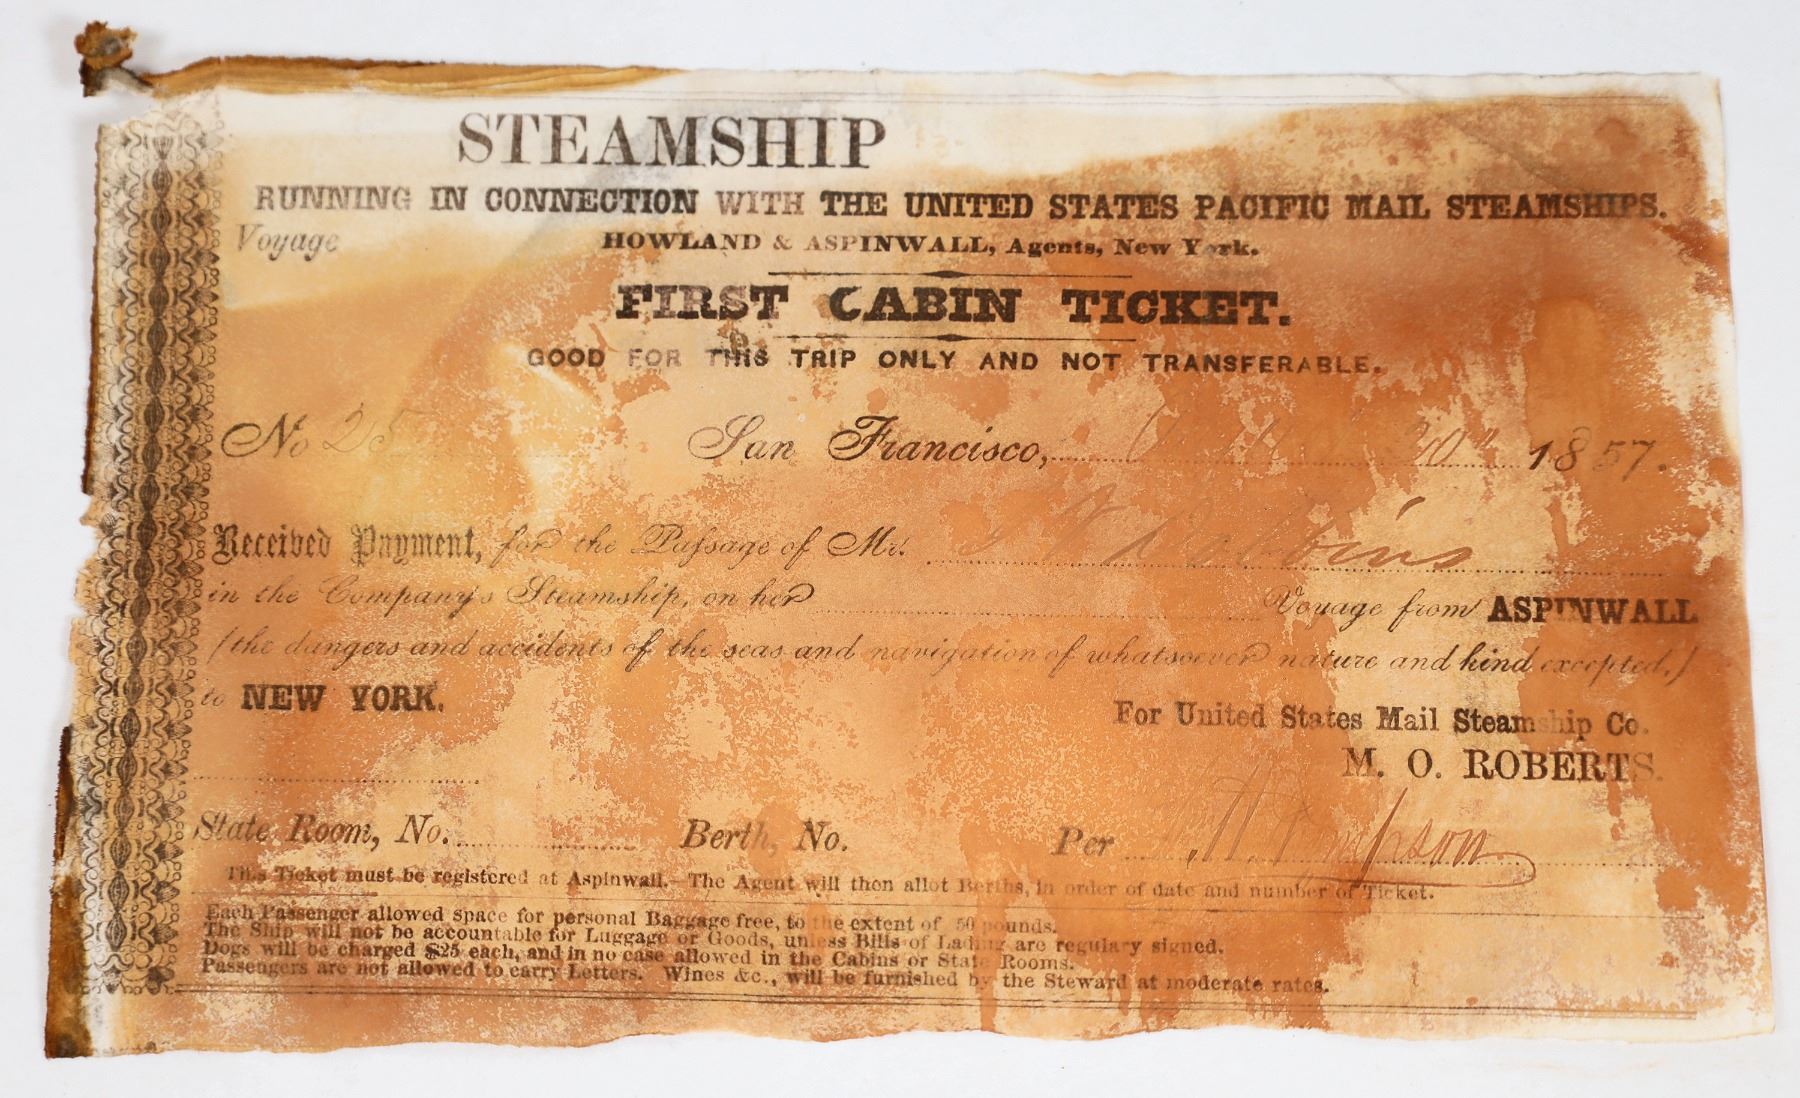 STEAMSHIP
RUNNING IN CONNECTION WITH THE UNITED STATES PACIFIC MAIL STEAMSHIPS.
Voyage HOWLAND & ASPINWALL, Agents, New York.
FIRST CABIN TICKET.
GOOD FOR THIS TRIP ONLY AND NOT TRANSFERABLE.
No 25 San Francisco, 20th 1857.
Received Payment, for the Passage of Mr.
in the Company's Steamship, on her Voyage from ASPINWALL
(the dangers and accidents of the seas and navigation of whatsoever nature and kind excepted.)
to NEW YORK.
For United States Mail Steamship Co.
M. O. ROBERTS.
State Room, No. Berth, No. Per
This Ticket must be registered at Aspinwall.—The Agent will then allot Berths, in order of date and number of Ticket.
Each Passenger allowed space for personal Baggage free, to the extent of 50 pounds.
The Ship will not be accountable for Luggage or Goods, unless Bills of Lading are regulary signed.
Dogs will be charged $25 each, and in no case allowed in the Cabins or State Rooms.
Passengers are not allowed to carry Letters. Wines &c., will be furnished by the Steward at moderate rates.